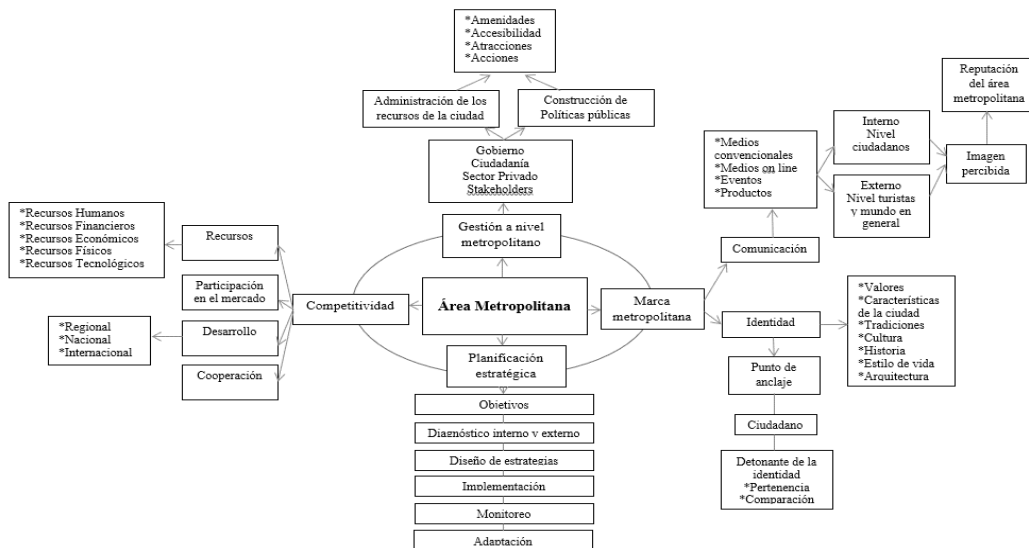 *Amenidades
*Accesibilidad
*Atracciones
*Acciones
Administración de los
recursos de la ciudad
Construcción de
Políticas públicas
Gobierno
Ciudadanía
Sector Privado
Stakeholders
Gestión a nivel
metropolitano
Reputación
del área
metropolitana
Interno
Nivel
ciudadanos
Imagen
percibida
Externo
Nivel turistas
y mundo en
general
*Medios
convencionales
*Medios on line
*Eventos
*Productos
Comunicación
*Recursos Humanos
*Recursos Financieros
*Recursos Económicos
*Recursos Físicos
*Recursos Tecnológicos
Recursos
Participación
en el mercado
*Regional
*Nacional
*Internacional
Desarrollo
Cooperación
Competitividad
Área Metropolitana
Marca
metropolitana
Identidad
*Valores
*Características
de la ciudad
*Tradiciones
*Cultura
*Historia
*Estilo de vida
*Arquitectura
Punto de
anclaje
Ciudadano
Detonante de la
identidad
*Pertenencia
*Comparación
Planificación
estratégica
Objetivos
Diagnóstico interno y externo
Diseño de estrategias
Implementación
Monitoreo
Adaptación